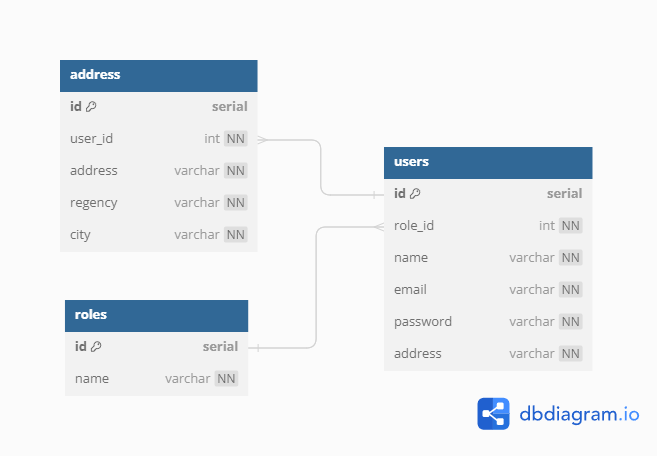 address
id serial
user_id int NN
address varchar NN
regency varchar NN
city varchar NN
users
id serial
role_id int NN
name varchar NN
email varchar NN
password varchar NN
address varchar NN
roles
id serial
name varchar NN
dbdiagram.io